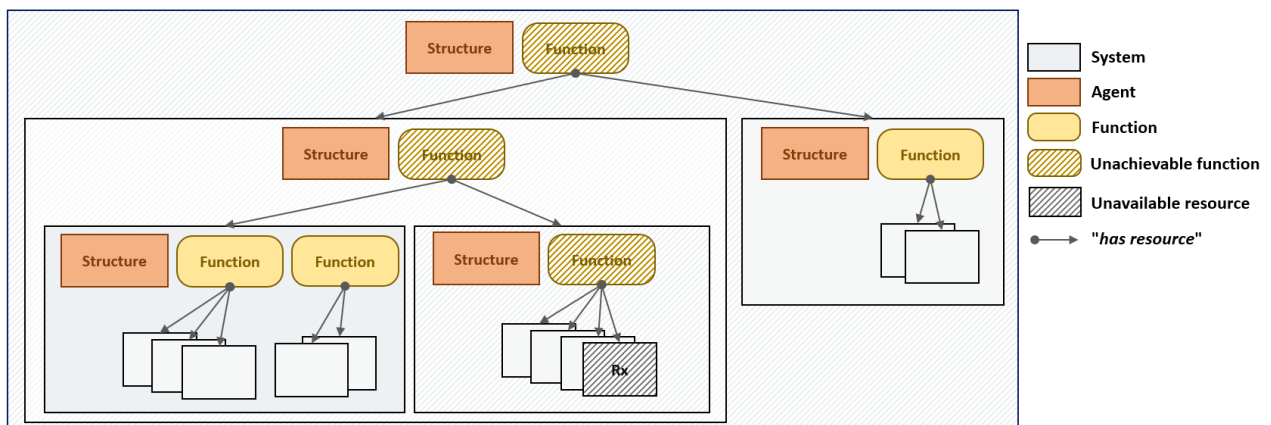 Structure
Function
System
Agent
Function
Unachievable function
Unavailable resource
"has resource"
Structure
Function
Structure
Function
Structure
Function
Function
Structure
Function
Rx